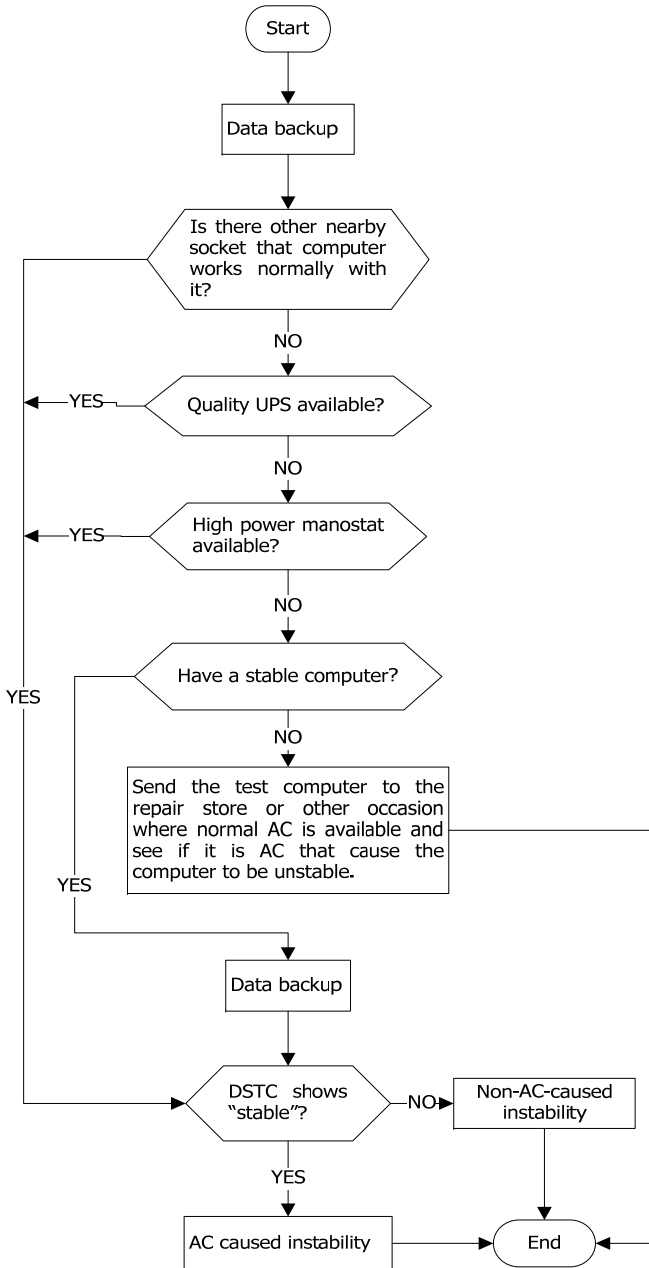 Start
Data backup
Is there other nearby
socket that computer
works normally with
it?
NO
YES
Quality UPS available?
NO
YES
High power manostat
available?
NO
Have a stable computer?
YES
NO
Send the test computer to the
repair store or other occasion
where normal AC is available and
see if it is AC that cause the
computer to be unstable.
YES
Data backup
DSTC shows
“stable”?
NO
Non-AC-caused
instability
YES
AC caused instability
End